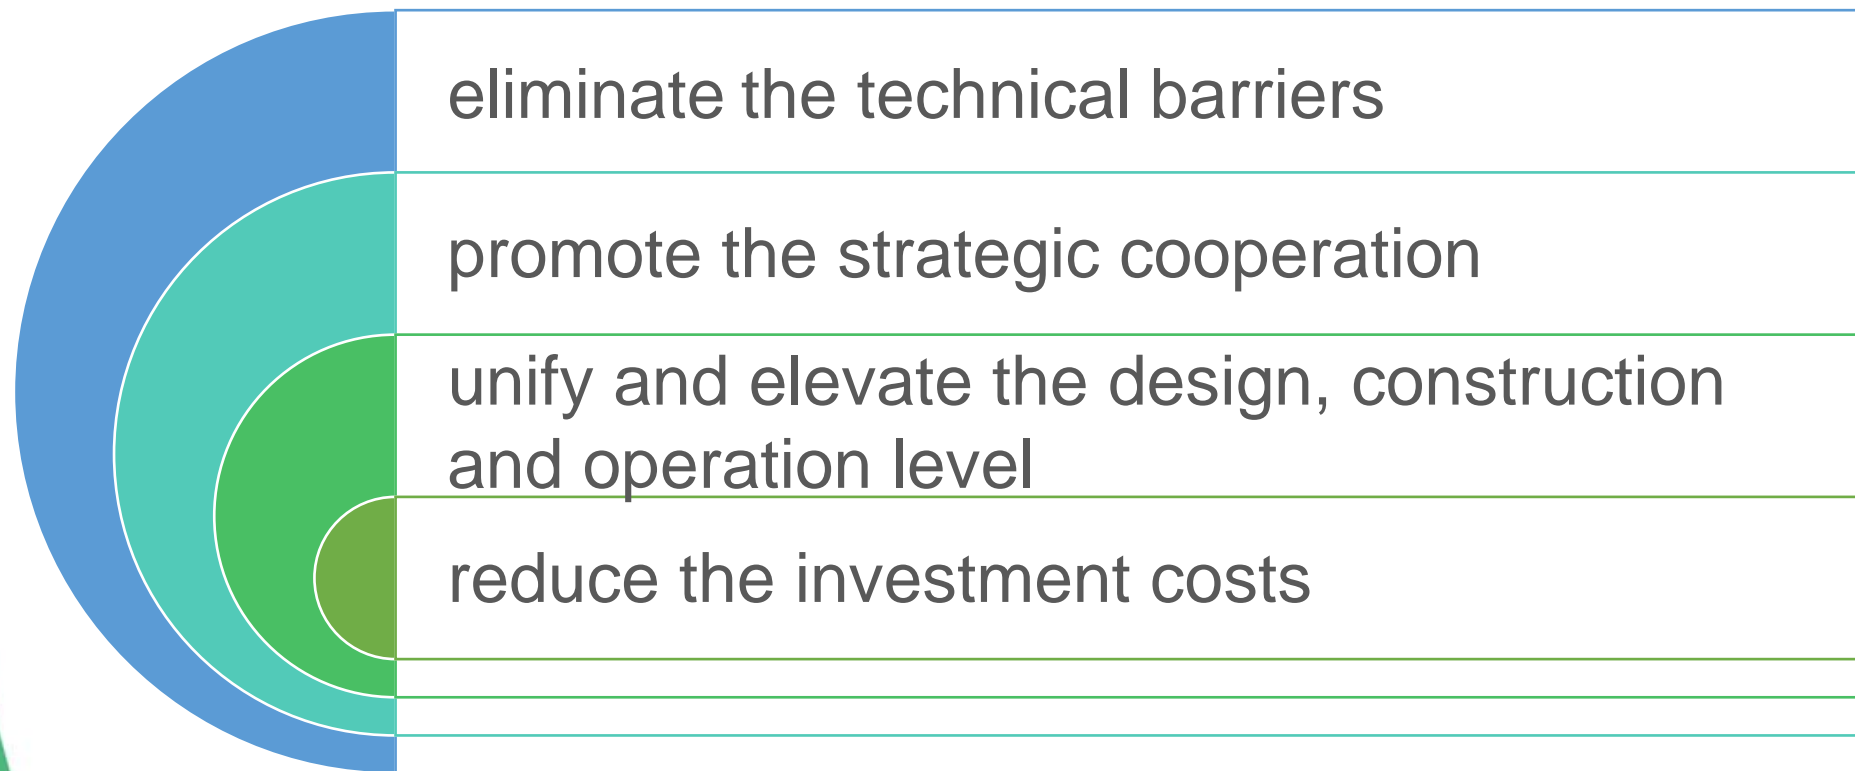 eliminate the technical barriers
promote the strategic cooperation
unify and elevate the design, construction
and operation level
reduce the investment costs